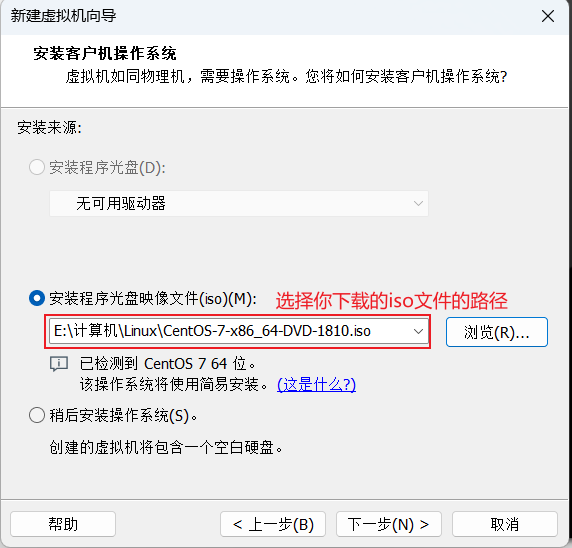 新建虚拟机向导
安装客户机操作系统
虚拟机如同物理机，需要操作系统。您将如何安装客户机操作系统?
安装来源:
安装程序光盘(D):
无可用驱动器
安装程序光盘映像文件(iso)(M):
选择你下载的iso文件的路径
E:\计算机\Linux\CentOS-7-x86_64-DVD-1810.iso
浏览(R)...
已检测到 CentOS 7 64 位。
该操作系统将使用简易安装。(这是什么?)
稍后安装操作系统(S)。
创建的虚拟机将包含一个空白硬盘。
帮助
< 上一步(B)
下一步(N) >
取消